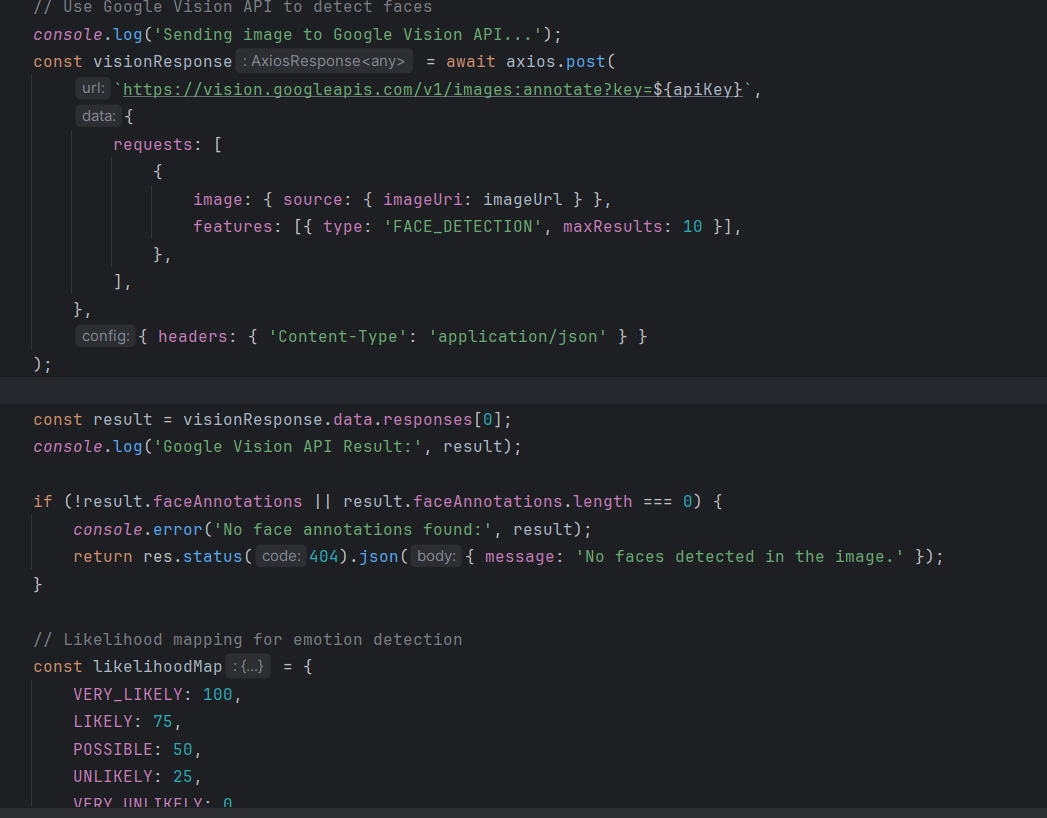 // Use Google Vision API to detect faces
console.log('Sending image to Google Vision API...');
const visionResponse : AxiosResponse<any> = await axios.post(
url: `https://vision.googleapis.com/v1/images:annotate?key=${apiKey}`,
data: {
requests: [
{
image: { source: { imageUri: imageUrl } },
features: [{ type: 'FACE_DETECTION', maxResults: 10 }],
},
],
},
config: { headers: { 'Content-Type': 'application/json' } }
);
const result = visionResponse.data.responses[0];
console.log('Google Vision API Result:', result);
if (!result.faceAnnotations || result.faceAnnotations.length === 0) {
console.error('No face annotations found:', result);
return res.status( code: 404).json( body: { message: 'No faces detected in the image.' });
}
// Likelihood mapping for emotion detection
const likelihoodMap : {...} = {
VERY_LIKELY: 100,
LIKELY: 75,
POSSIBLE: 50,
UNLIKELY: 25,
VERY_UNLIKELY: 0